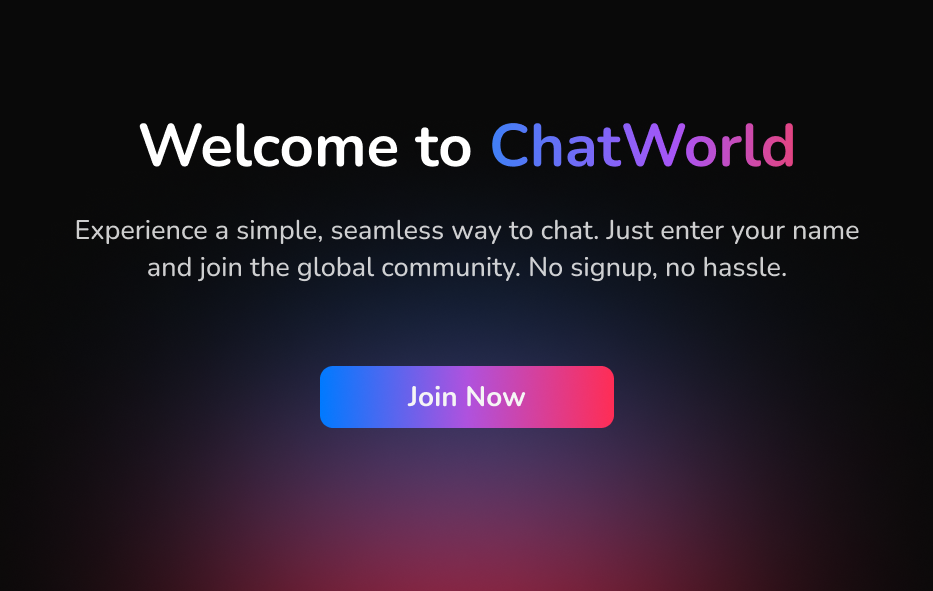 Welcome to ChatWorld
Experience a simple, seamless way to chat. Just enter your name
and join the global community. No signup, no hassle.
Join Now